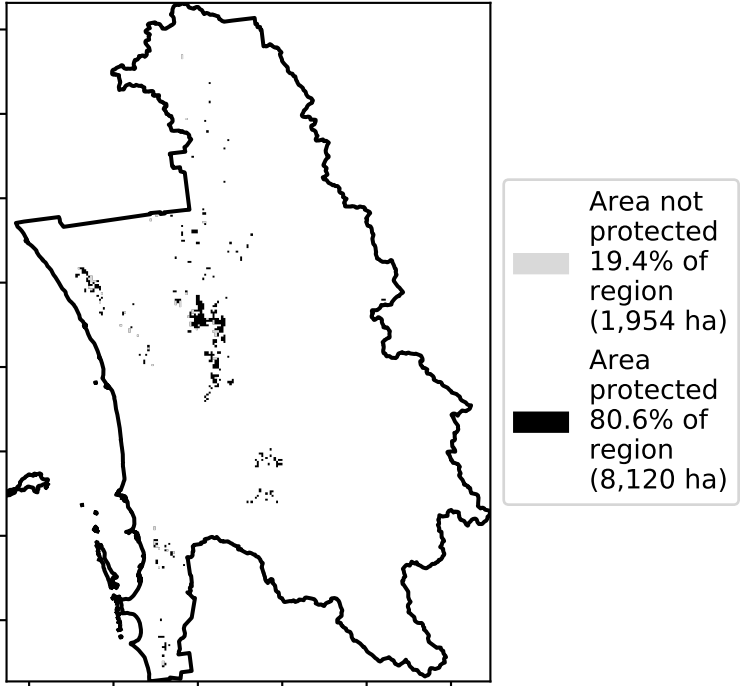 Area not
protected
19.4% of
region
(1,954 ha)
Area
protected
80.6% of
region
(8,120 ha)